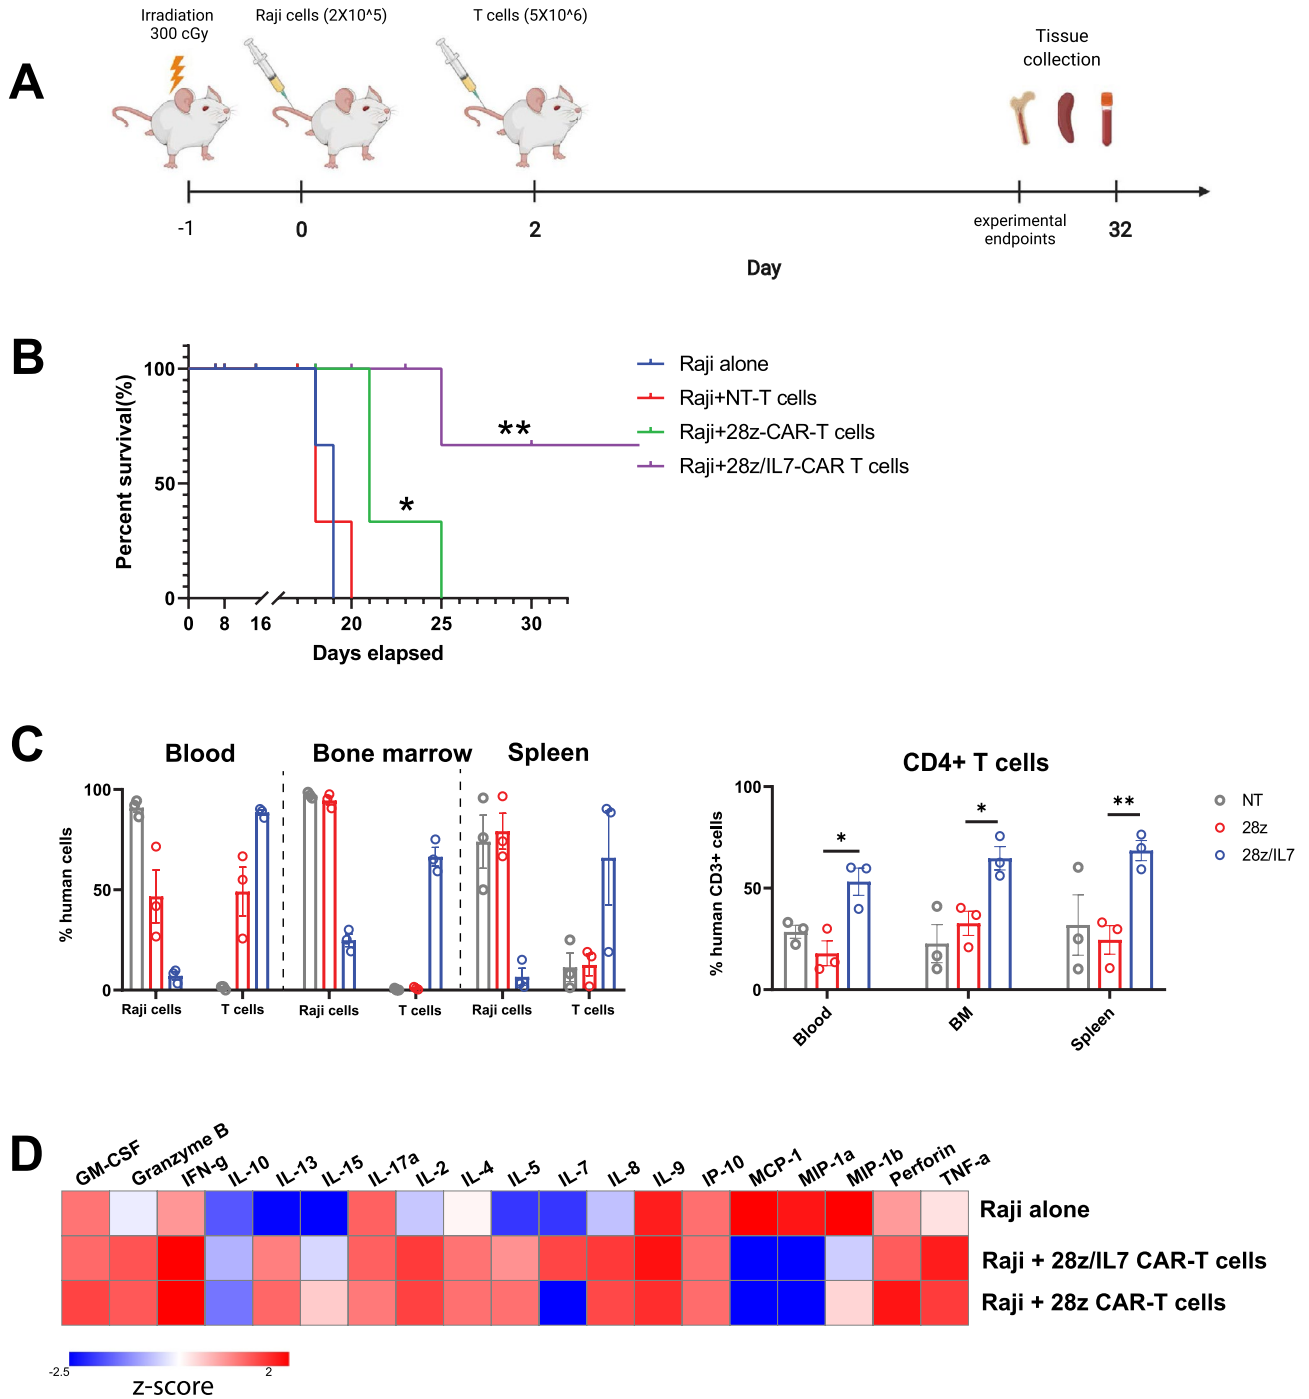 A
Irradiation
300 cGy
Raji cells (2X10^5)
T cells (5X10^6)
Tissue
collection
-1
0
2
experimental
endpoints
32
Day
B
Percent survival(%)
100
50
0
0 8 16 20 25 30
Days elapsed
**
*
Raji alone
Raji+NT-T cells
Raji+28z-CAR-T cells
Raji+28z/IL7-CAR T cells
C
Blood
Bone marrow
Spleen
% human cells
100
50
0
Raji cells
T cells
Raji cells
T cells
Raji cells
T cells
CD4+ T cells
% human CD3+ cells
100
50
0
*
*
**
Blood
BM
Spleen
NT
28z
28z/IL7
D
GM-CSF
Granzyme B
IFN-g
IL-10
IL-13
IL-15
IL-17a
IL-2
IL-4
IL-5
IL-7
IL-8
IL-9
IP-10
MCP-1
MIP-1a
MIP-1b
Perforin
TNF-a
Raji alone
Raji + 28z/IL7 CAR-T cells
Raji + 28z CAR-T cells
-2.5
2
z-score